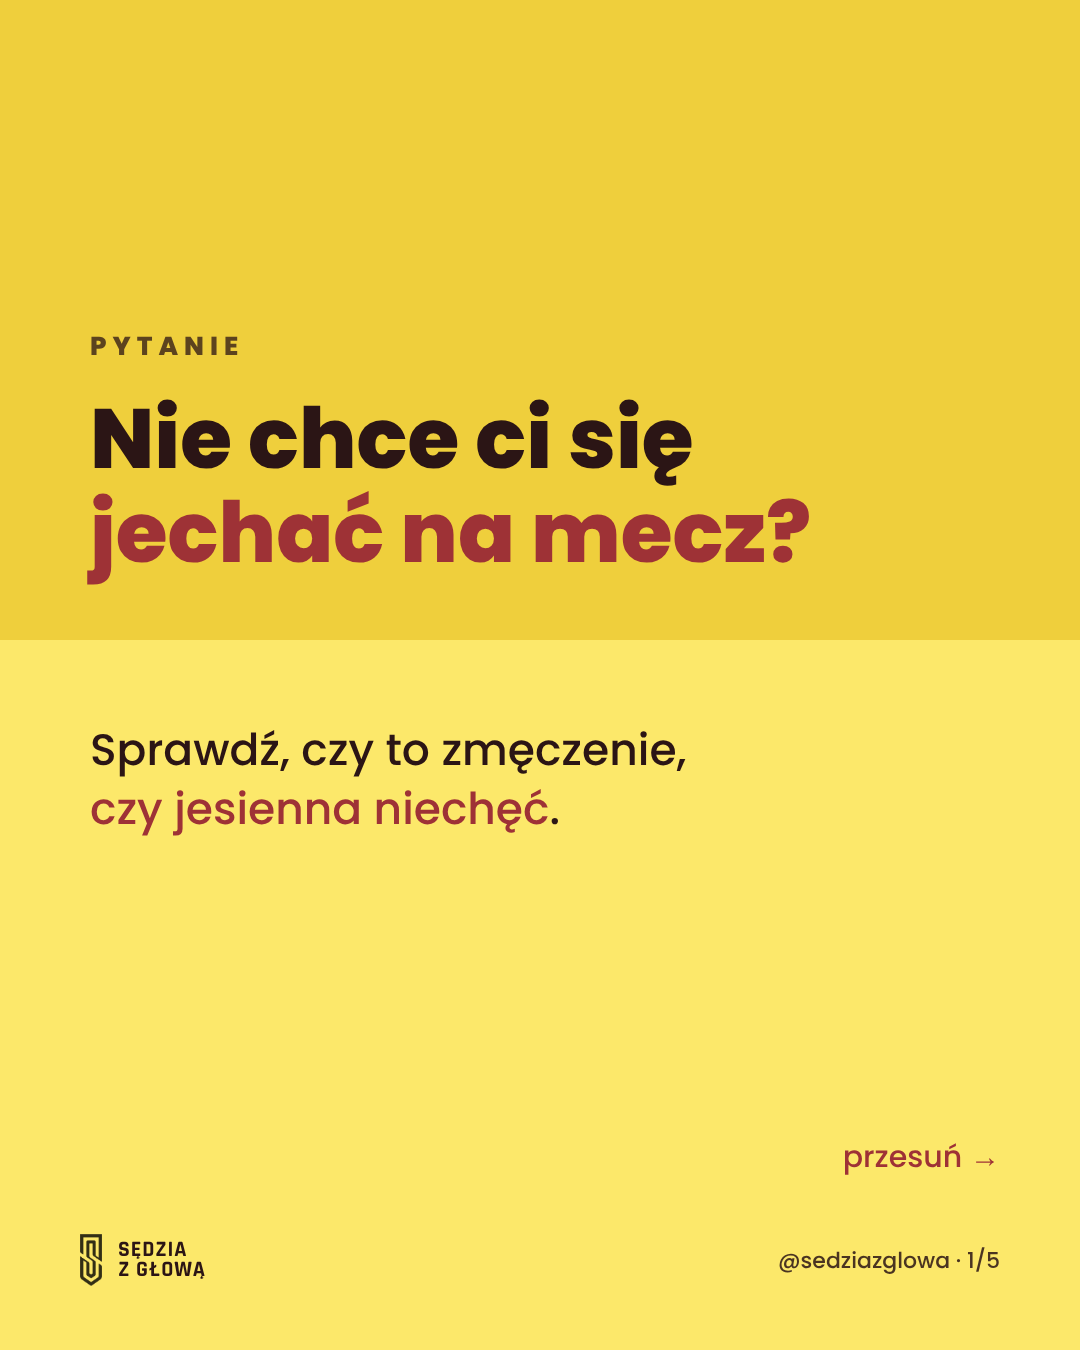 PYTANIE
Nie chce ci się
jechać na mecz?
Sprawdź, czy to zmęczenie,
czy jesienna niechęć.
przesuń →
SĘDZIA
Z GŁOWĄ
@sedziazglowa · 1/5